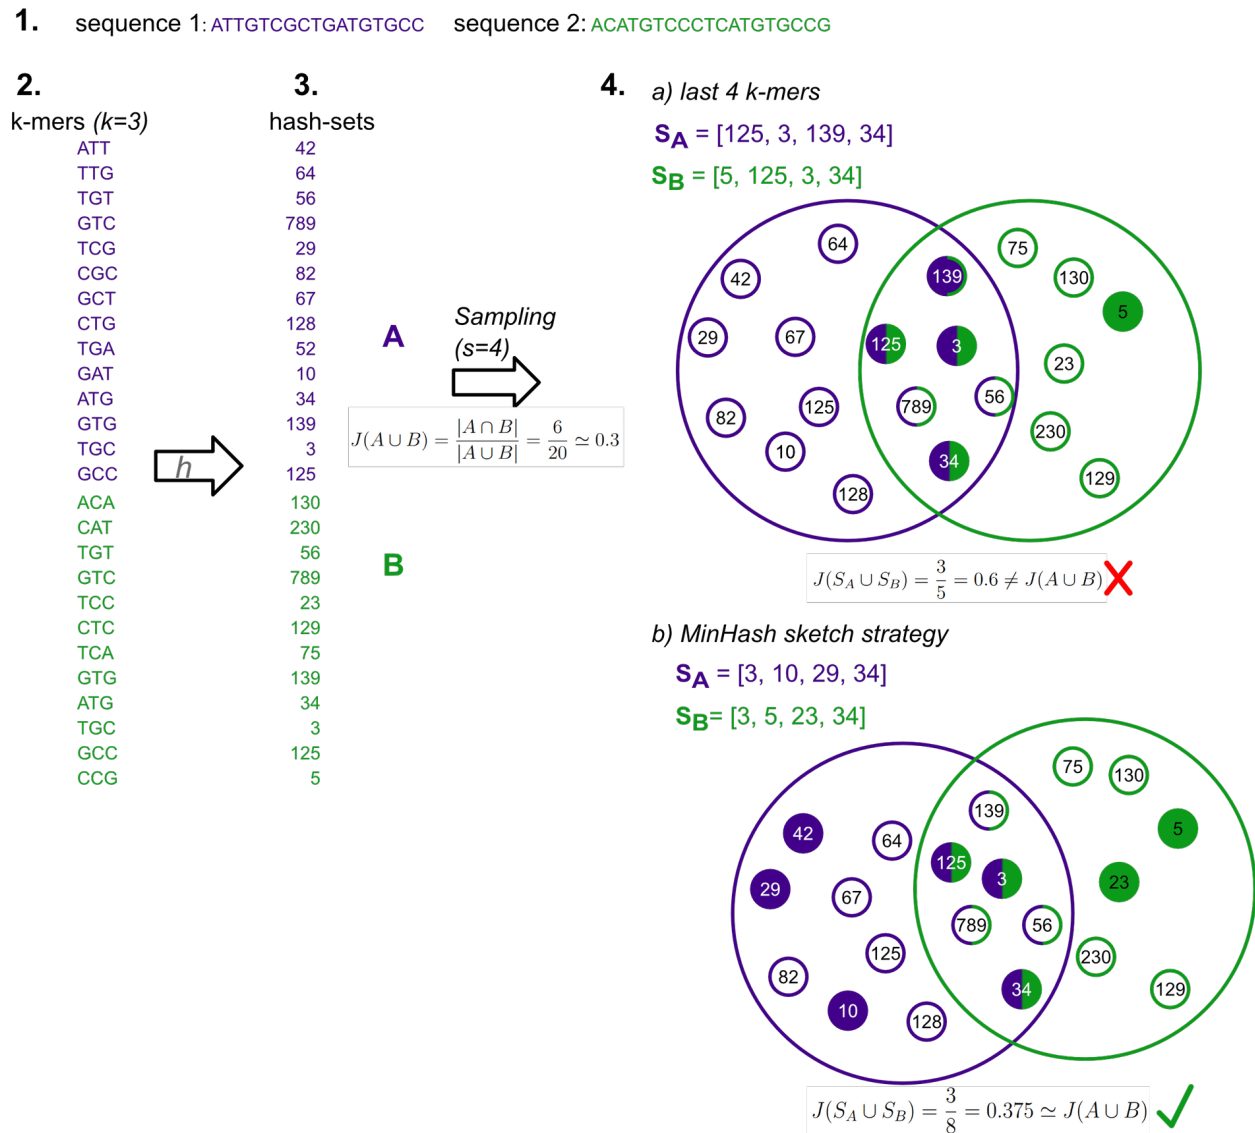 1. sequence 1: ATTGTCGCTGATGTGCC sequence 2: ACATGTCCCTCATGTGCCG
2.
k-mers (k=3)
ATT
TTG
TGT
GTC
TCG
CGC
GCT
CTG
TGA
GAT
ATG
GTG
TGC
GCC
ACA
CAT
TGT
GTC
TCC
CTC
TCA
GTG
ATG
TGC
GCC
CCG
h
3.
hash-sets
42
64
56
789
29
82
67
128
52
10
34
139
3
125
130
230
56
789
23
129
75
139
34
3
125
5
A
B
Sampling
(s=4)
J(A ∪ B) = |A ∩ B| / |A ∪ B| = 6/20 ≃ 0.3
4. a) last 4 k-mers
SA = [125, 3, 139, 34]
SB = [5, 125, 3, 34]
64
75
42
139
130
5
29
67
125
3
23
82
125
789
56
230
10
34
128
129
J(SA ∪ SB) = 3/5 = 0.6 ≠ J(A ∪ B)
b) MinHash sketch strategy
SA = [3, 10, 29, 34]
SB= [3, 5, 23, 34]
75
130
139
5
42
64
125
3
23
29
67
789
56
125
230
82
34
129
10
128
J(SA ∪ SB) = 3/8 = 0.375 ≃ J(A ∪ B)